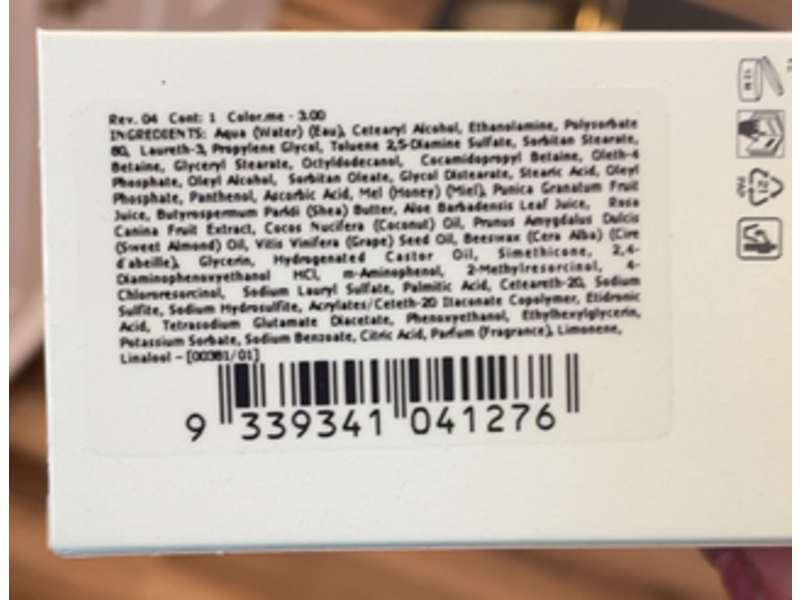 Rev. 04 Cont: 1 Color.me - 3.00
INGREDIENTS: Aqua (Water) (Eau), Cetearyl Alcohol, Ethanolamine, Polysorbate
80, Laureth-3, Propylene Glycol, Toluene 2,5-Diamine Sulfate, Sorbitan Stearate,
Betaine, Glyceryl Stearate, Octyldodecanol, Cocamidopropyl Betaine, Oleth-4
Phosphate, Oleyl Alcohol, Sorbitan Oleate, Glycol Distearate, Stearic Acid, Oleyl
Phosphate, Panthenol, Ascorbic Acid, Mel (Honey) (Miel), Punica Granatum Fruit
Juice, Butyrospermum Parkii (Shea) Butter, Aloe Barbadensis Leaf Juice, Rosa
Canina Fruit Extract, Cocos Nucifera (Coconut) Oil, Prunus Amygdalus Dulcis
(Sweet Almond) Oil, Vitis Vinifera (Grape) Seed Oil, Beeswax (Cera Alba) (Cire
d'abeille), Glycerin, Hydrogenated Castor Oil, Simethicone, 2,4-
Diaminophenoxyethanol HCl, m-Aminophenol, 2-Methylresorcinol, 4-
Chlororesorcinol, Sodium Lauryl Sulfate, Palmitic Acid, Ceteareth-20, Sodium
Sulfite, Sodium Hydrosulfite, Acrylates/Ceteth-20 Itaconate Copolymer, Etidronic
Acid, Tetrasodium Glutamate Diacetate, Phenoxyethanol, Ethylhexylglycerin,
Potassium Sorbate, Sodium Benzoate, Citric Acid, Parfum (Fragrance), Limonene,
Linalool - [00381/01]
9 339341 041276
12 M
21
PAP